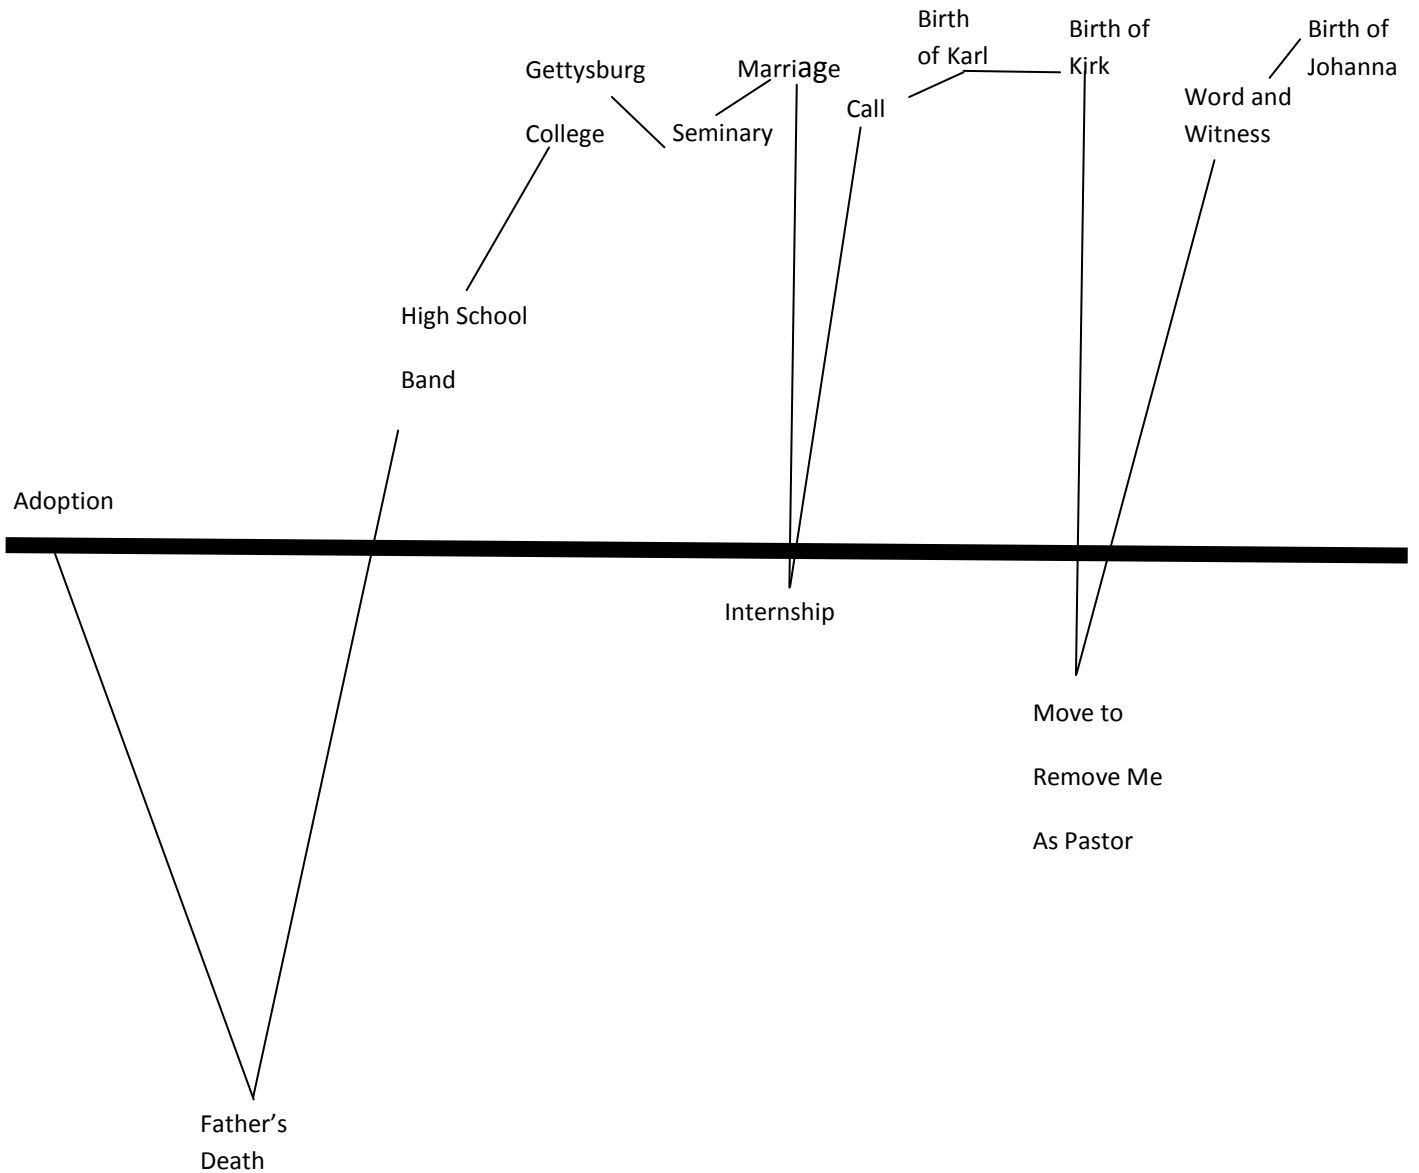 Adoption
Father’s
Death
High School
Band
Gettysburg
College
Seminary
Marriage
Internship
Call
Birth
of Karl
Birth of
Kirk
Move to
Remove Me
As Pastor
Word and
Witness
Birth of
Johanna